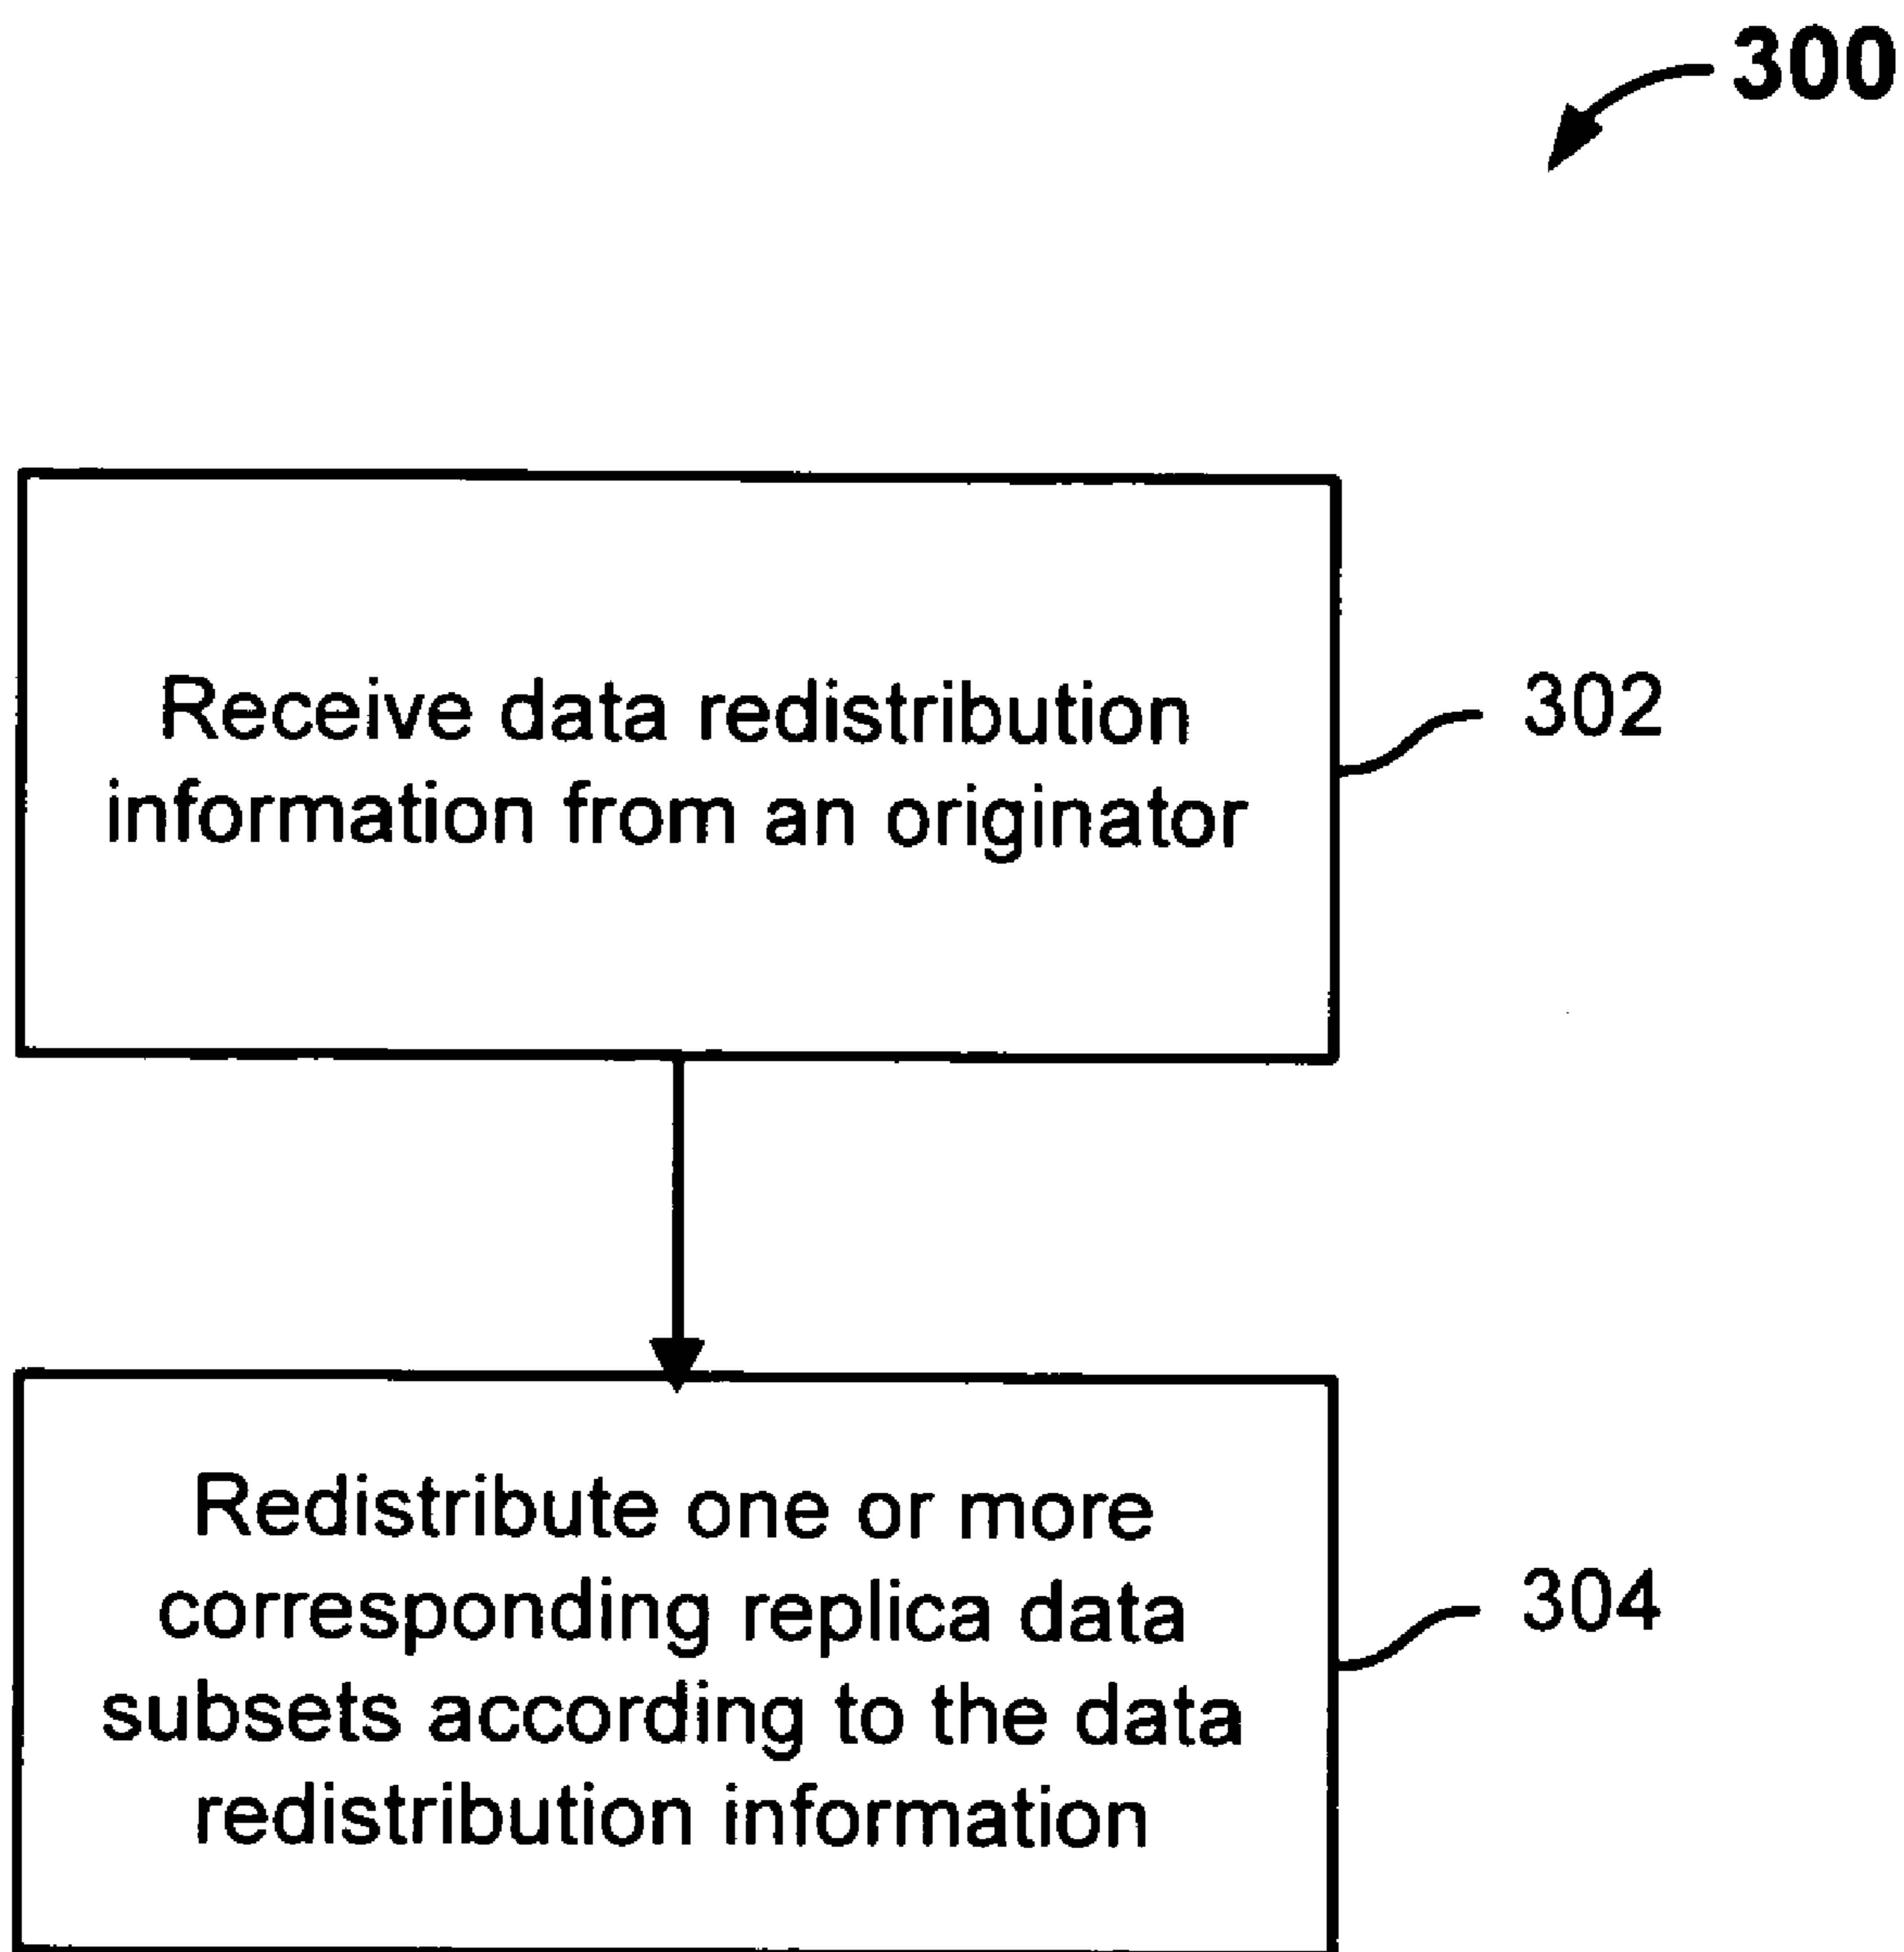 300
Receive data redistribution
information from an originator
302
Redistribute one or more
corresponding replica data
subsets according to the data
redistribution information
304